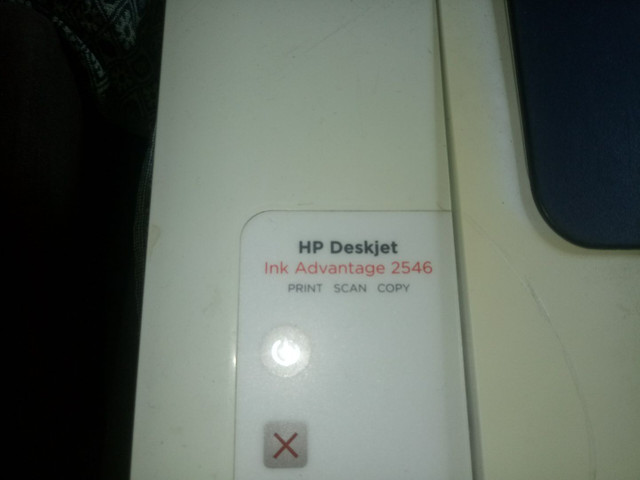 HP Deskjet
Ink Advantage 2546
PRINT SCAN COPY